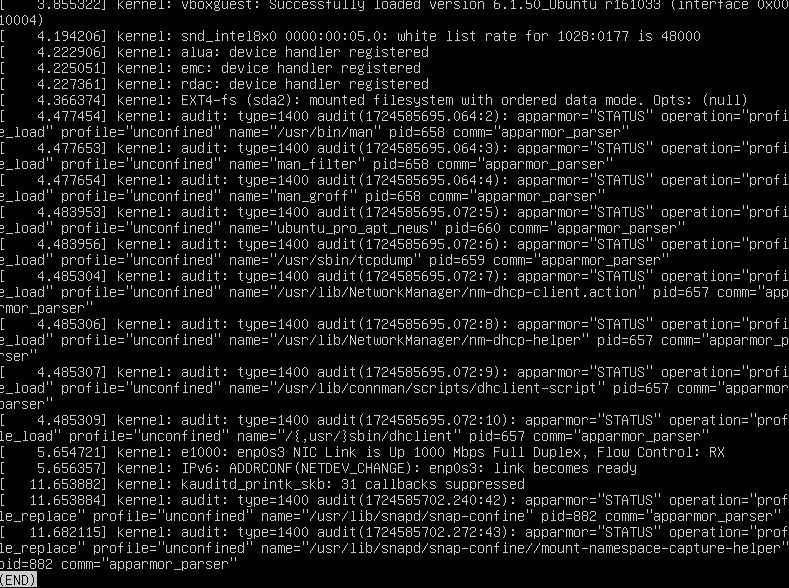 [    3.855322] kernel: vboxguest: Successfully loaded version 6.1.50_Ubuntu r161033 (interface 0x00
10004)
[    4.194206] kernel: snd_intel8x0 0000:00:05.0: white list rate for 1028:0177 is 48000
[    4.222906] kernel: alua: device handler registered
[    4.225051] kernel: emc: device handler registered
[    4.227361] kernel: rdac: device handler registered
[    4.366374] kernel: EXT4-fs (sda2): mounted filesystem with ordered data mode. Opts: (null)
[    4.477454] kernel: audit: type=1400 audit(1724585695.064:2): apparmor="STATUS" operation="profi
e_load" profile="unconfined" name="/usr/bin/man" pid=658 comm="apparmor_parser"
[    4.477653] kernel: audit: type=1400 audit(1724585695.064:3): apparmor="STATUS" operation="profi
e_load" profile="unconfined" name="man_filter" pid=658 comm="apparmor_parser"
[    4.477654] kernel: audit: type=1400 audit(1724585695.064:4): apparmor="STATUS" operation="profi
e_load" profile="unconfined" name="man_groff" pid=658 comm="apparmor_parser"
[    4.483953] kernel: audit: type=1400 audit(1724585695.072:5): apparmor="STATUS" operation="profi
e_load" profile="unconfined" name="ubuntu_pro_apt_news" pid=660 comm="apparmor_parser"
[    4.483956] kernel: audit: type=1400 audit(1724585695.072:6): apparmor="STATUS" operation="profi
e_load" profile="unconfined" name="/usr/sbin/tcpdump" pid=659 comm="apparmor_parser"
[    4.485304] kernel: audit: type=1400 audit(1724585695.072:7): apparmor="STATUS" operation="profi
e_load" profile="unconfined" name="/usr/lib/NetworkManager/nm-dhcp-client.action" pid=657 comm="app
rmor_parser"
[    4.485306] kernel: audit: type=1400 audit(1724585695.072:8): apparmor="STATUS" operation="profi
e_load" profile="unconfined" name="/usr/lib/NetworkManager/nm-dhcp-helper" pid=657 comm="apparmor_p
rser"
[    4.485307] kernel: audit: type=1400 audit(1724585695.072:9): apparmor="STATUS" operation="profi
e_load" profile="unconfined" name="/usr/lib/connman/scripts/dhclient-script" pid=657 comm="apparmor
parser"
[    4.485309] kernel: audit: type=1400 audit(1724585695.072:10): apparmor="STATUS" operation="prof
le_load" profile="unconfined" name="/{,usr/}sbin/dhclient" pid=657 comm="apparmor_parser"
[    5.654721] kernel: e1000: enp0s3 NIC Link is Up 1000 Mbps Full Duplex, Flow Control: RX
[    5.656357] kernel: IPv6: ADDRCONF(NETDEV_CHANGE): enp0s3: link becomes ready
[   11.653882] kernel: kauditd_printk_skb: 31 callbacks suppressed
[   11.653884] kernel: audit: type=1400 audit(1724585702.240:42): apparmor="STATUS" operation="prof
le_replace" profile="unconfined" name="/usr/lib/snapd/snap-confine" pid=882 comm="apparmor_parser"
[   11.682115] kernel: audit: type=1400 audit(1724585702.272:43): apparmor="STATUS" operation="prof
le_replace" profile="unconfined" name="/usr/lib/snapd/snap-confine//mount-namespace-capture-helper"
pid=882 comm="apparmor_parser"
(END)